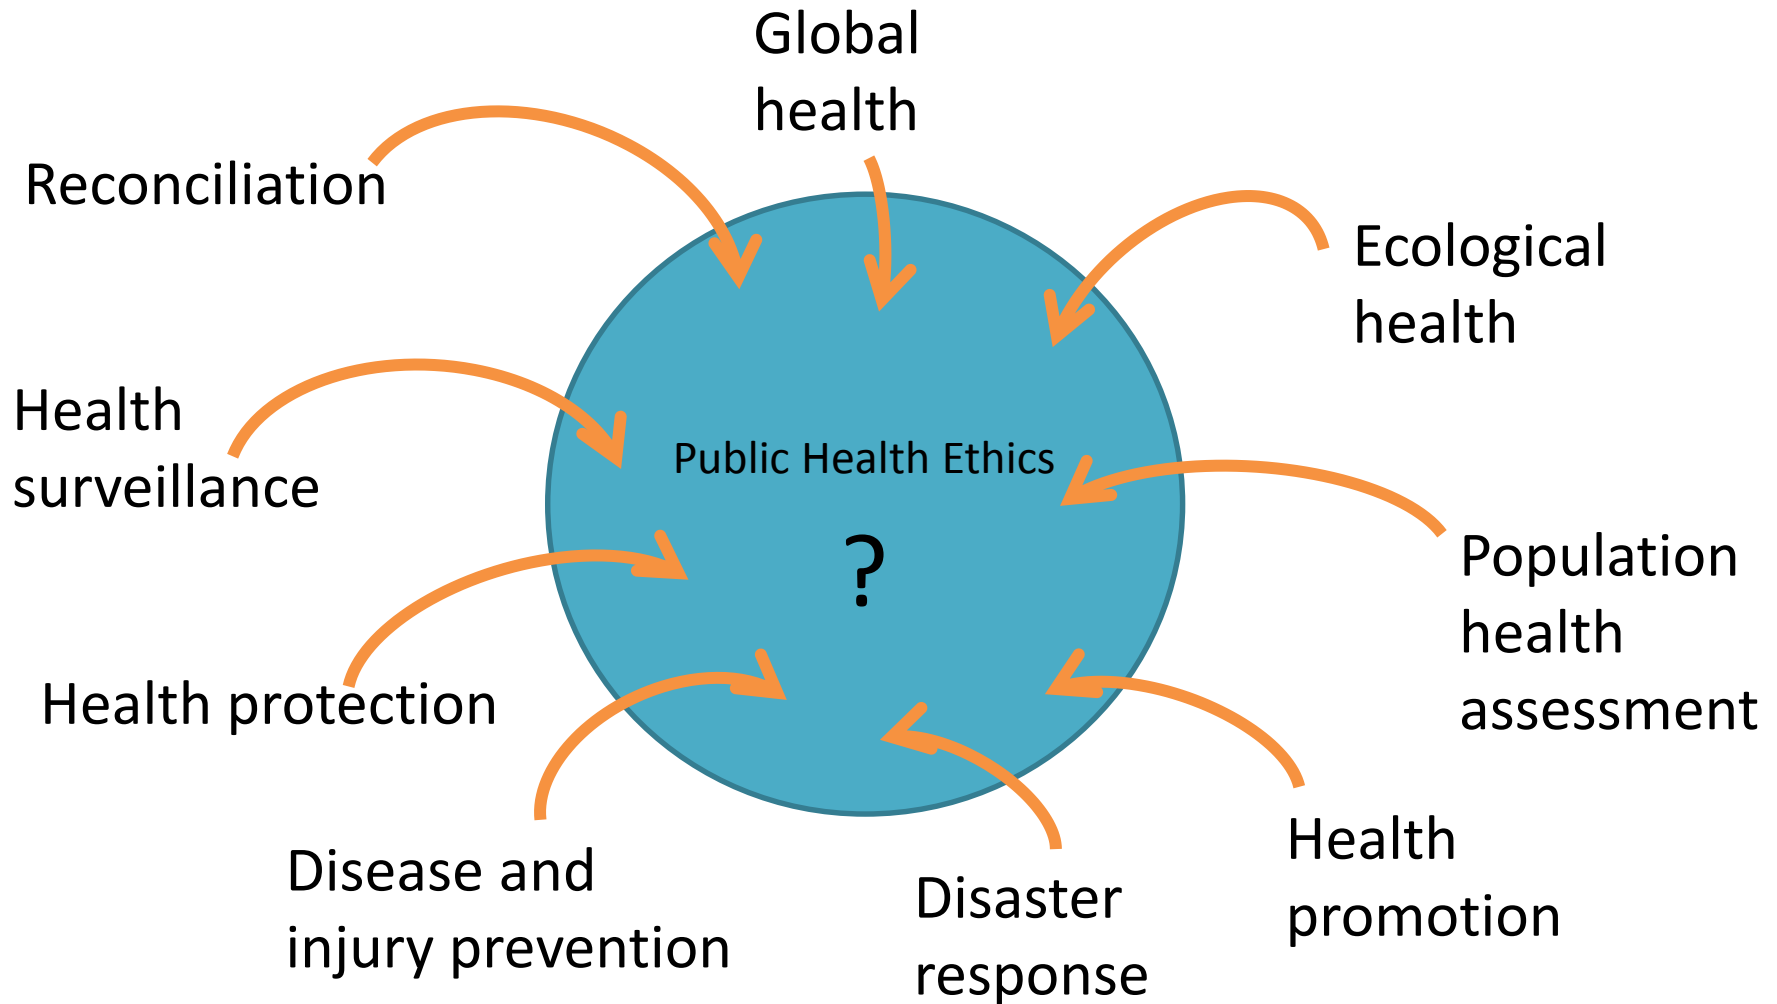 Global
health
Reconciliation
Ecological
health
Health
surveillance
Public Health Ethics
?
Population
health
assessment
Health protection
Health
promotion
Disease and
injury prevention
Disaster
response